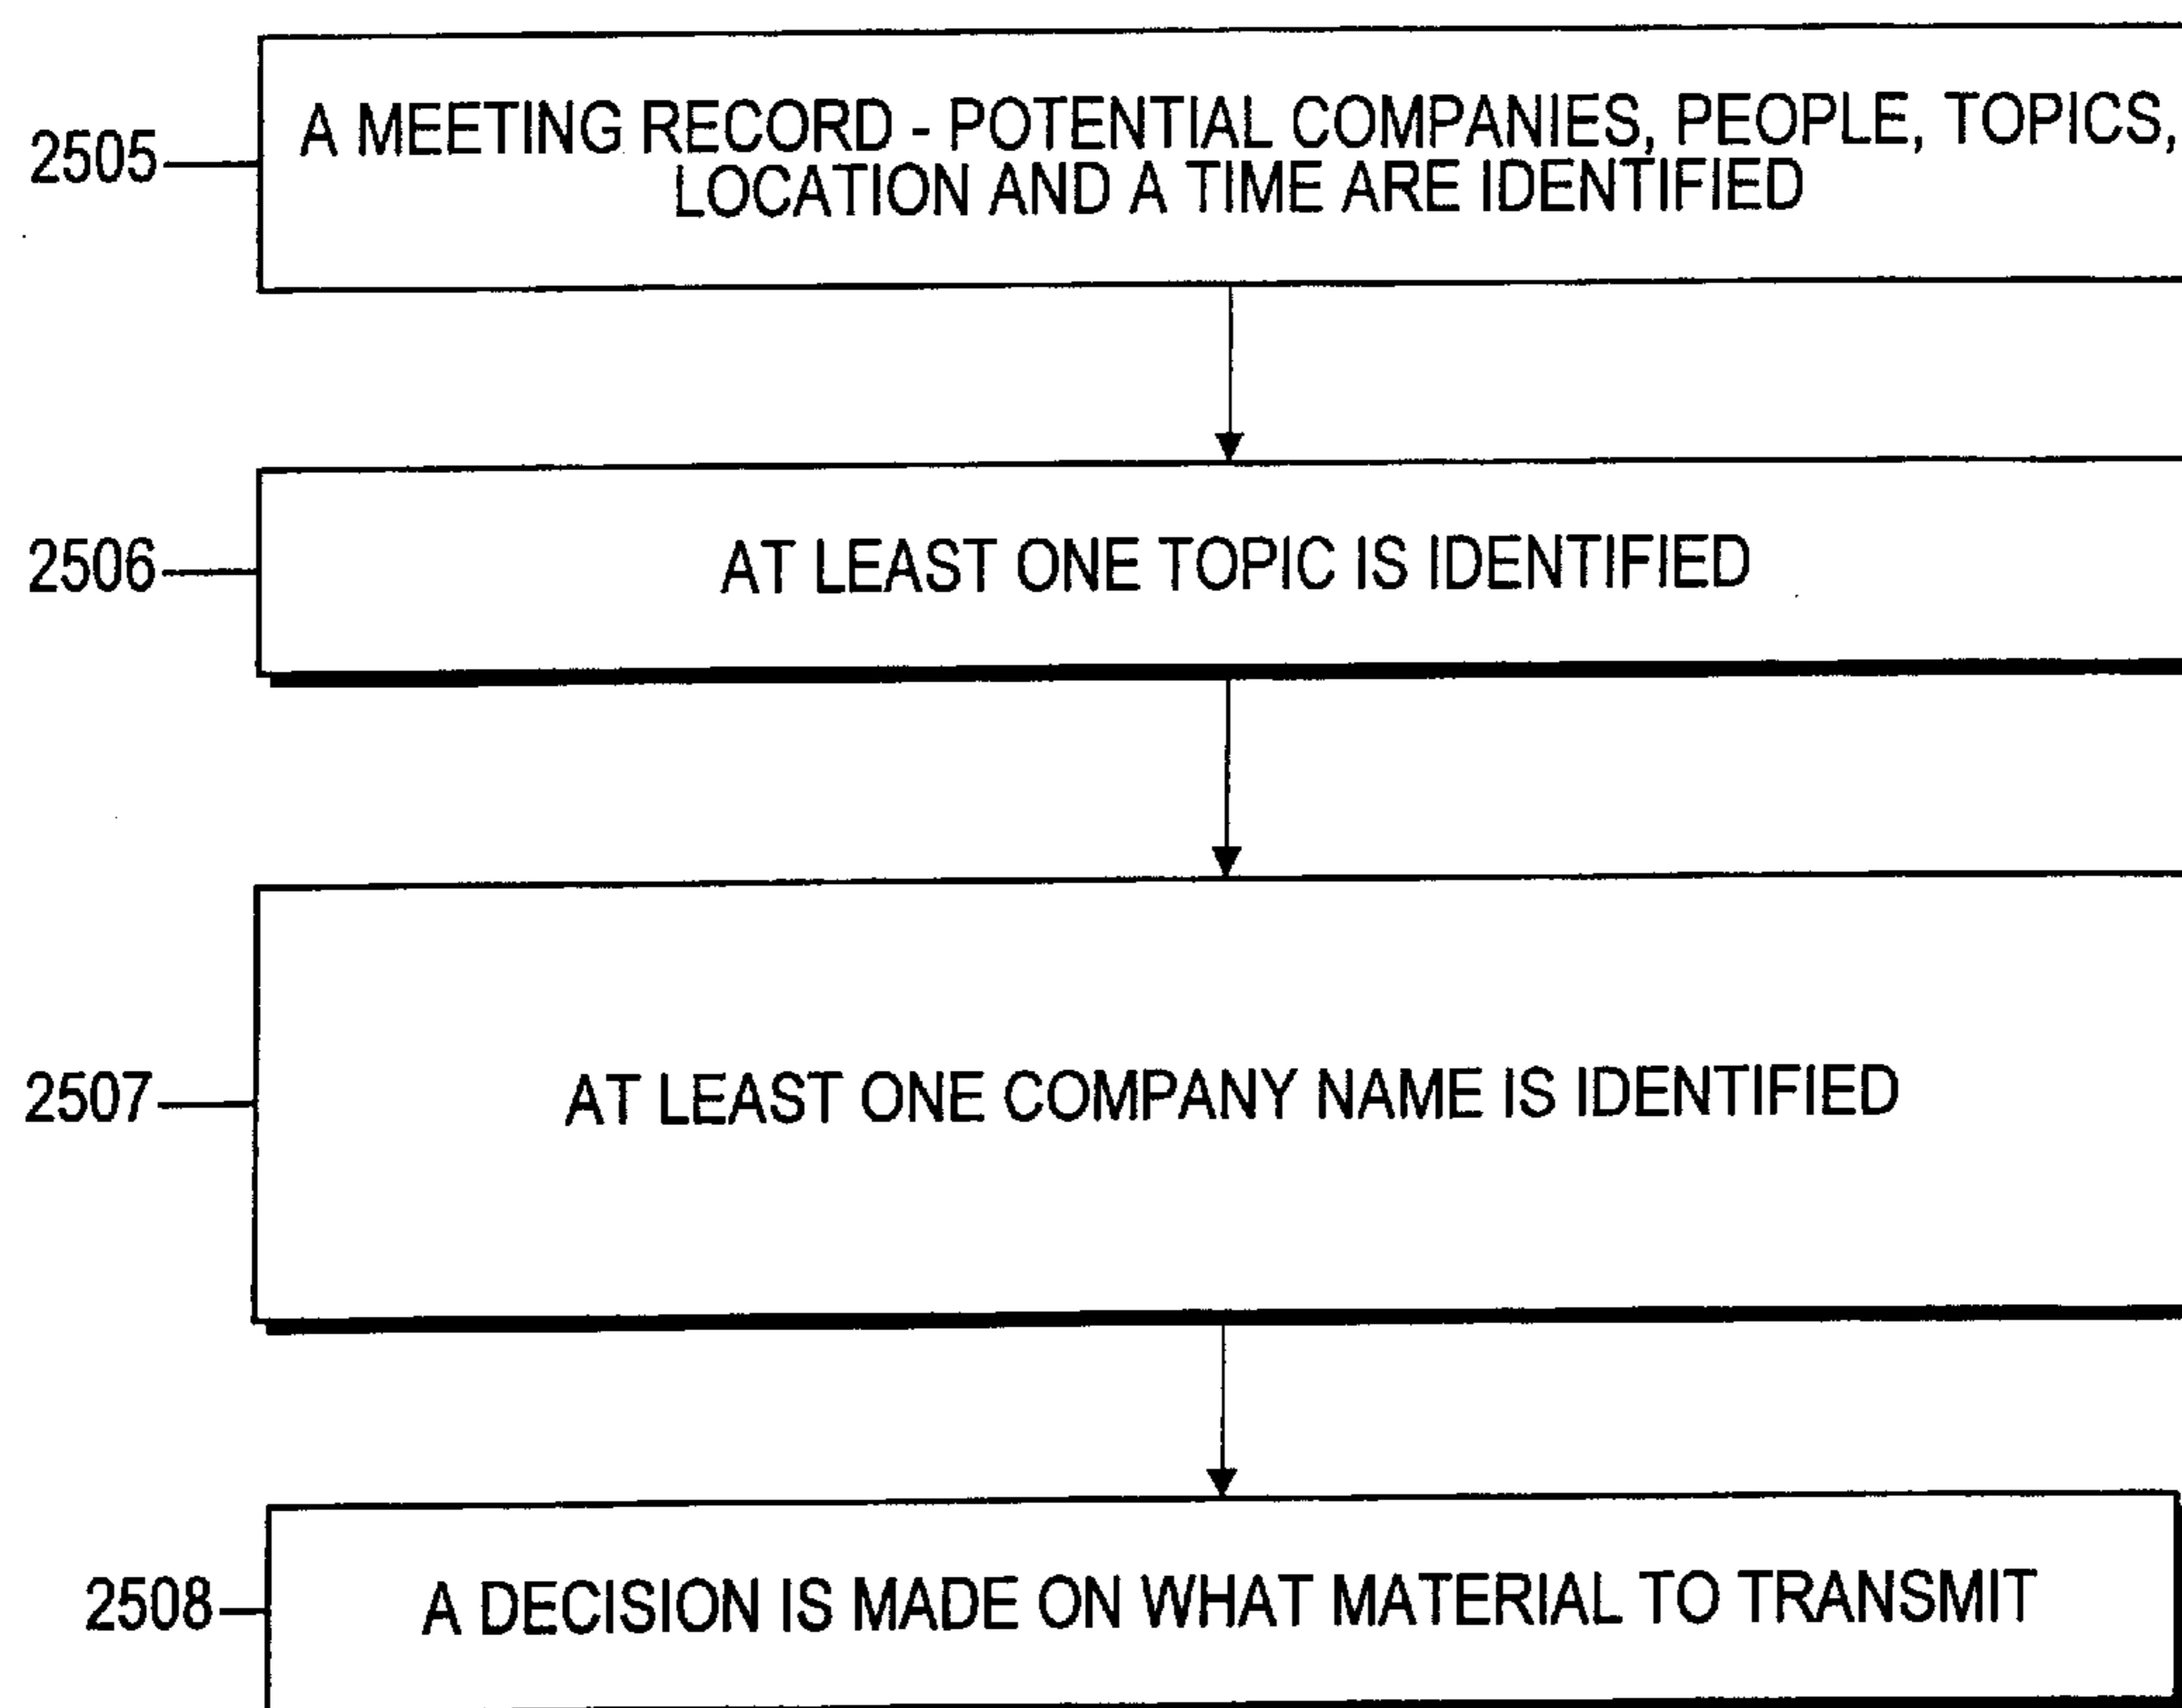 2505
A MEETING RECORD - POTENTIAL COMPANIES, PEOPLE, TOPICS,
LOCATION AND A TIME ARE IDENTIFIED
2506
AT LEAST ONE TOPIC IS IDENTIFIED
2507
AT LEAST ONE COMPANY NAME IS IDENTIFIED
2508
A DECISION IS MADE ON WHAT MATERIAL TO TRANSMIT